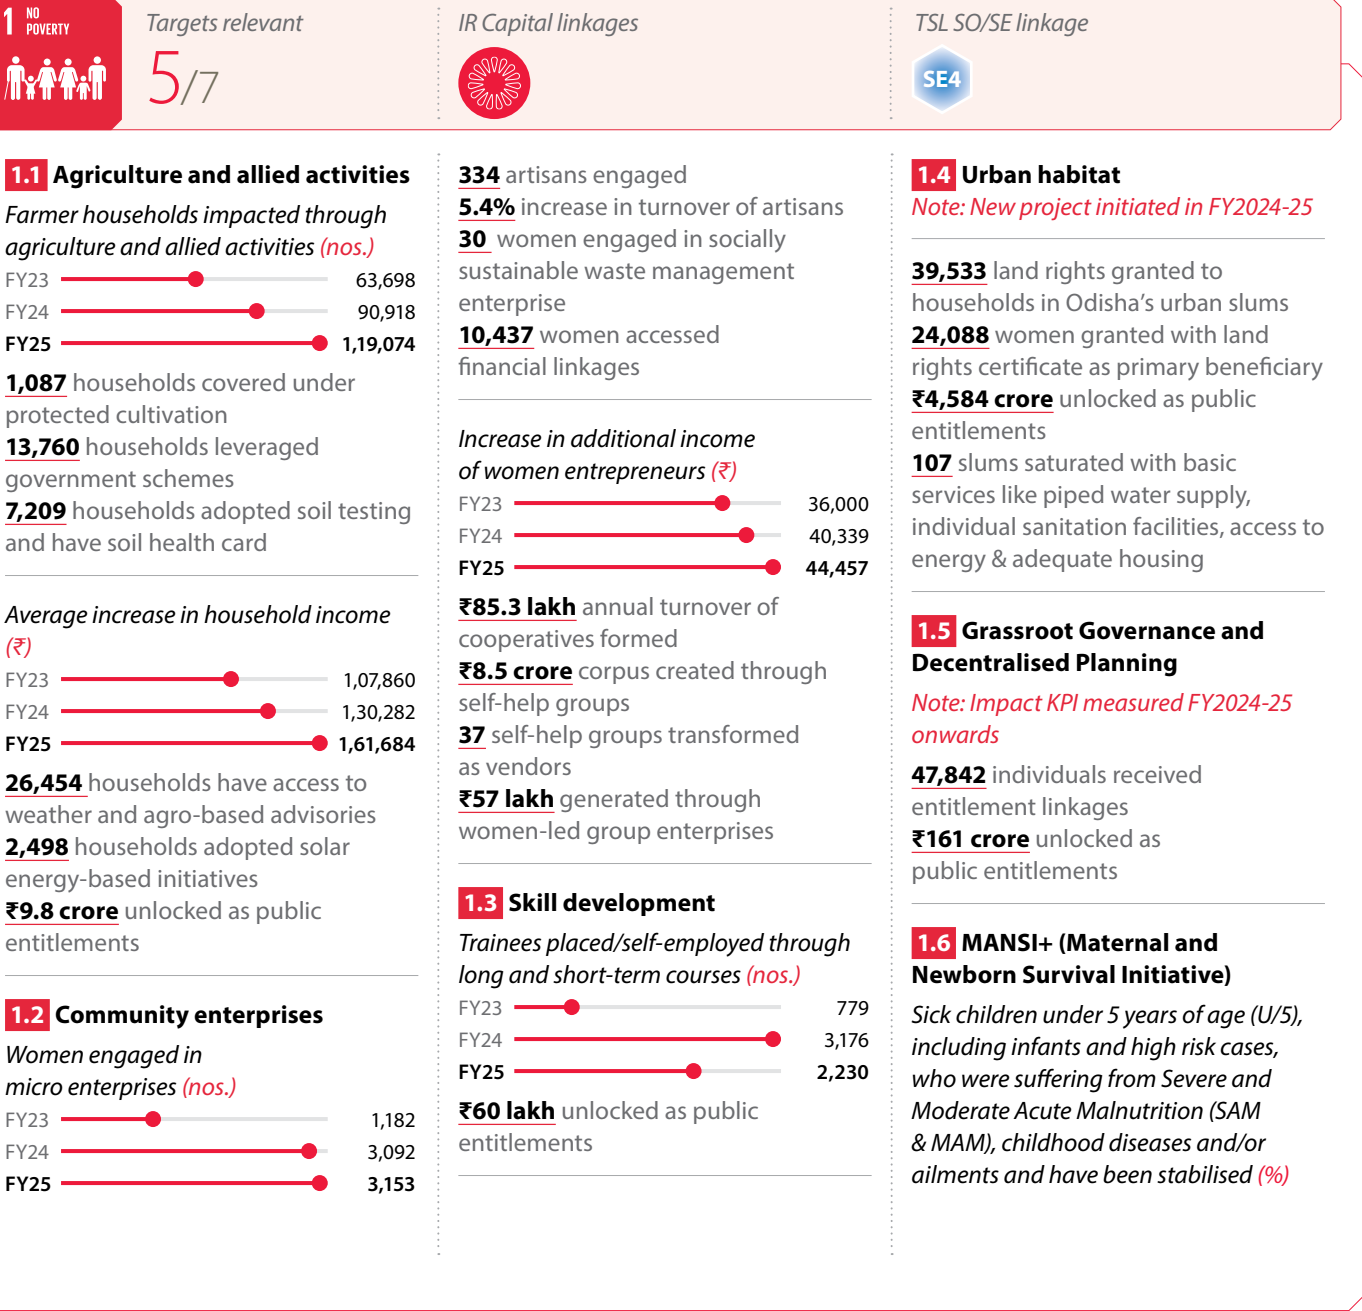 1 NO
POVERTY
Targets relevant
5/7
IR Capital linkages
TSL SO/SE linkage
SE4
1.1 Agriculture and allied activities
Farmer households impacted through
agriculture and allied activities (nos.)
FY23 63,698
FY24 90,918
FY25 1,19,074
1,087 households covered under
protected cultivation
13,760 households leveraged
government schemes
7,209 households adopted soil testing
and have soil health card
Average increase in household income
(₹)
FY23 1,07,860
FY24 1,30,282
FY25 1,61,684
26,454 households have access to
weather and agro-based advisories
2,498 households adopted solar
energy-based initiatives
₹9.8 crore unlocked as public
entitlements
1.2 Community enterprises
Women engaged in
micro enterprises (nos.)
FY23 1,182
FY24 3,092
FY25 3,153
334 artisans engaged
5.4% increase in turnover of artisans
30 women engaged in socially
sustainable waste management
enterprise
10,437 women accessed
financial linkages
Increase in additional income
of women entrepreneurs (₹)
FY23 36,000
FY24 40,339
FY25 44,457
₹85.3 lakh annual turnover of
cooperatives formed
₹8.5 crore corpus created through
self-help groups
37 self-help groups transformed
as vendors
₹57 lakh generated through
women-led group enterprises
1.3 Skill development
Trainees placed/self-employed through
long and short-term courses (nos.)
FY23 779
FY24 3,176
FY25 2,230
₹60 lakh unlocked as public
entitlements
1.4 Urban habitat
Note: New project initiated in FY2024-25
39,533 land rights granted to
households in Odisha’s urban slums
24,088 women granted with land
rights certificate as primary beneficiary
₹4,584 crore unlocked as public
entitlements
107 slums saturated with basic
services like piped water supply,
individual sanitation facilities, access to
energy & adequate housing
1.5 Grassroot Governance and
Decentralised Planning
Note: Impact KPI measured FY2024-25
onwards
47,842 individuals received
entitlement linkages
₹161 crore unlocked as
public entitlements
1.6 MANSI+ (Maternal and
Newborn Survival Initiative)
Sick children under 5 years of age (U/5),
including infants and high risk cases,
who were suffering from Severe and
Moderate Acute Malnutrition (SAM
& MAM), childhood diseases and/or
ailments and have been stabilised (%)